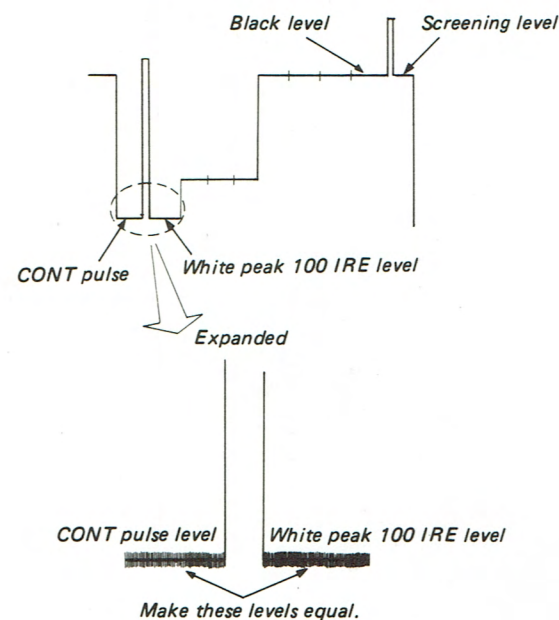 Black level
Screening level
CONT pulse
White peak 100 IRE level
Expanded
CONT pulse level
White peak 100 IRE level
Make these levels equal.